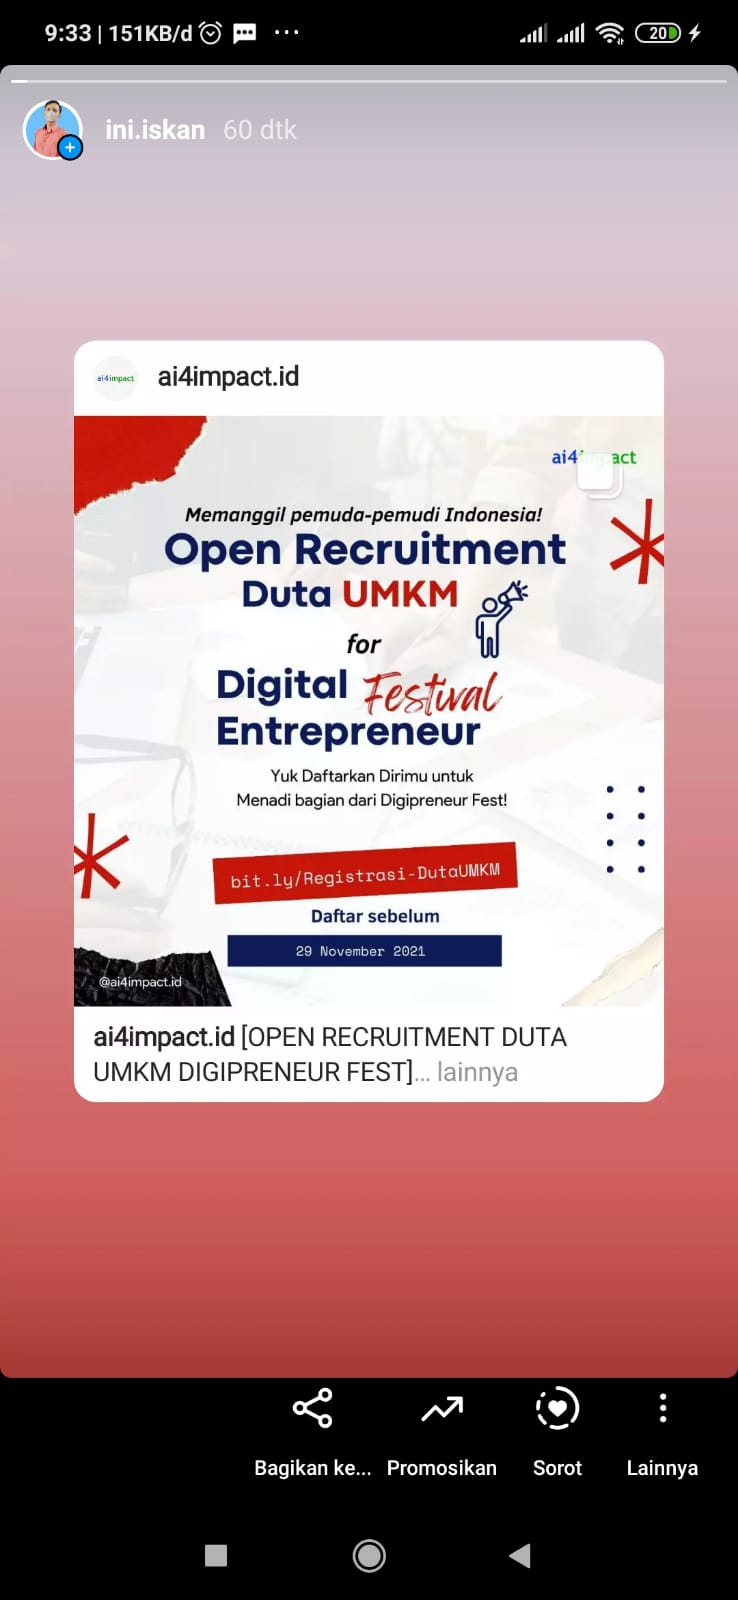 9:33 | 151KB/d
20
ini.iskan 60 dtk
ai4impact ai4impact.id
ai4 act
Memanggil pemuda-pemudi Indonesia!
Open Recruitment
Duta UMKM
for
Digital Festival
Entrepreneur
Yuk Daftarkan Dirimu untuk
Menadi bagian dari Digipreneur Fest!
bit.ly/Registrasi-DutaUMKM
Daftar sebelum
29 November 2021
@ai4impact.id
ai4impact.id [OPEN RECRUITMENT DUTA
UMKM DIGIPRENEUR FEST]... lainnya
Bagikan ke... Promosikan Sorot Lainnya